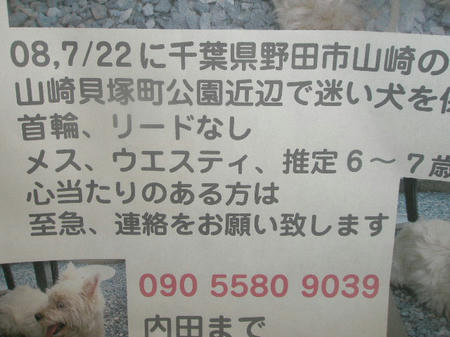 08,7/22に千葉県野田市山崎の
山崎貝塚町公園近辺で迷い犬を
首輪、リードなし
メス、ウエスティ、推定6～7歳
心当たりのある方は
至急、連絡をお願い致します
090 5580 9039
内田まで